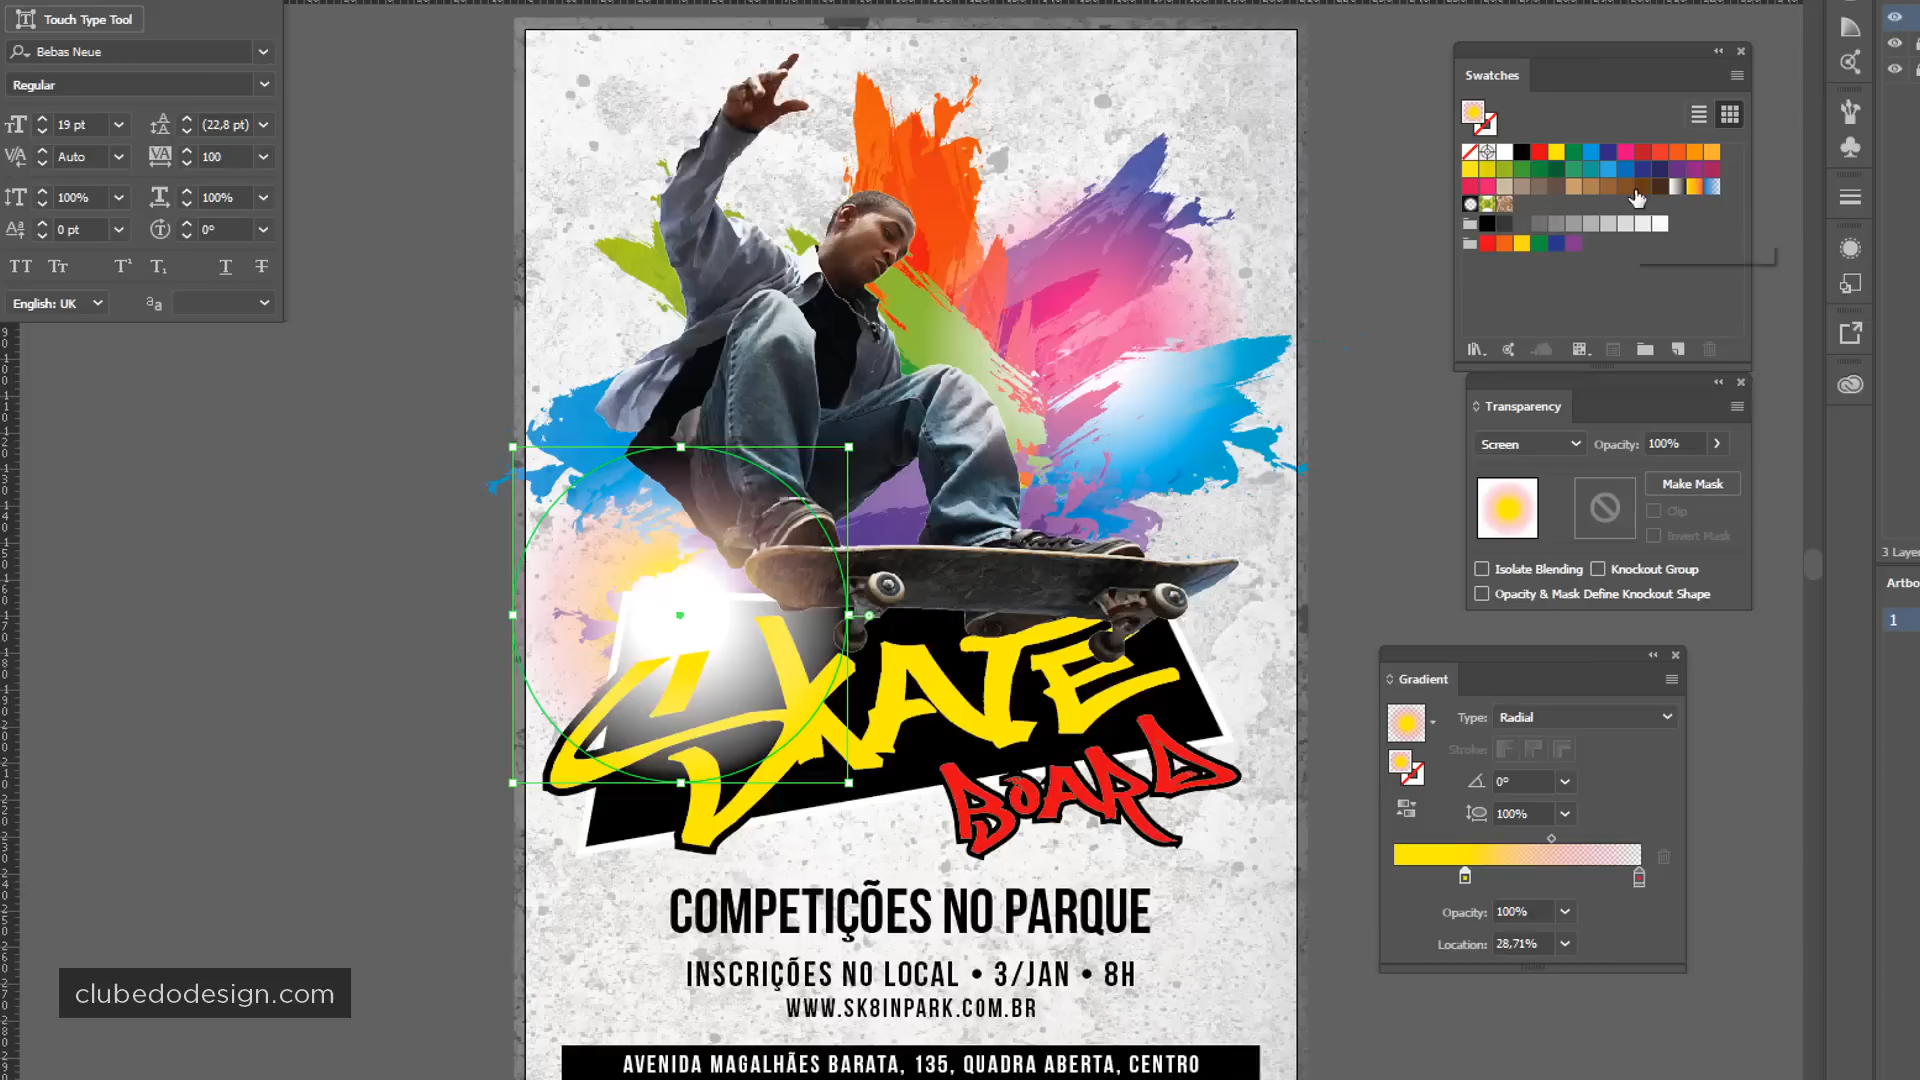 Touch Type Tool
Bebas Neue
Regular
19 pt
(22,8 pt)
Auto
100
100%
100%
0 pt
0°
English: UK
Swatches
Transparency
Screen
Opacity: 100%
Make Mask
Clip
Invert Mask
Isolate Blending
Knockout Group
Opacity & Mask Define Knockout Shape
3 Layer
Artbo
1
Gradient
Type: Radial
Stroke:
0°
100%
Opacity: 100%
Location: 28,71%
SKATE
BOARD
COMPETIÇÕES NO PARQUE
INSCRIÇÕES NO LOCAL • 3/JAN • 8H
WWW.SK8INPARK.COM.BR
AVENIDA MAGALHÃES BARATA, 135, QUADRA ABERTA, CENTRO
clubedodesign.com